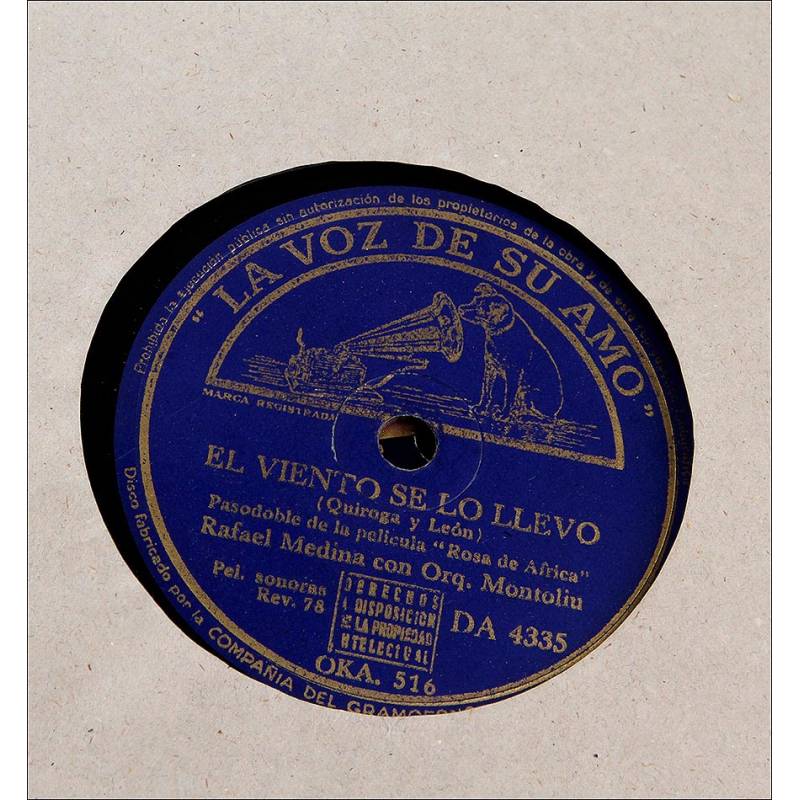 Prohibida la ejecución pública sin autorización de los propietarios de la obra y de este
"LA VOZ DE SU AMO"
MARCA REGISTRADA
EL VIENTO SE LO LLEVO
(Quiroga y León)
Pasodoble de la película "Rosa de Africa"
Rafael Medina con Orq. Montoliu
Pel. sonoras
Rev. 78
DERECHOS
A DISPOSICION
DE LA PROPIEDAD
INTELECTUAL
DA 4335
OKA. 516
Disco fabricado por la COMPAÑIA DEL GRAMOFONO